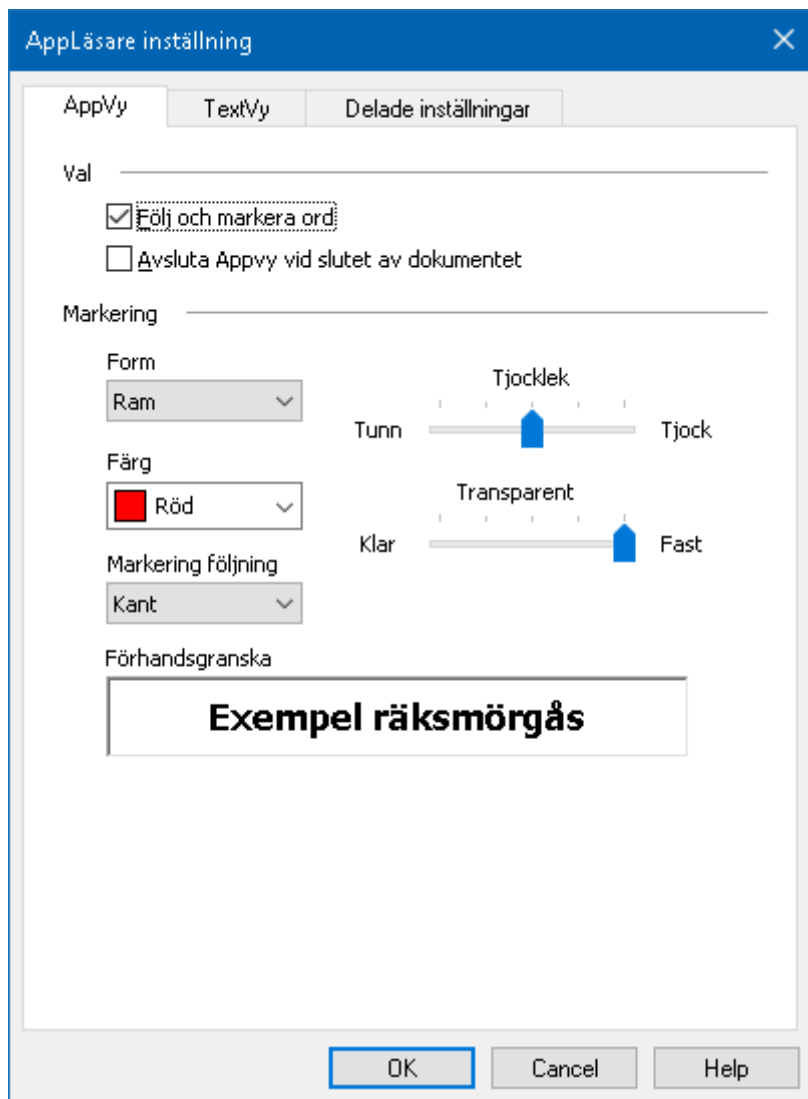 AppLäsare inställning
AppVy TextVy Delade inställningar
Val
Följ och markera ord
Avsluta Appvy vid slutet av dokumentet
Markering
Form
Ram
Tjocklek
Tunn Tjock
Färg
Röd
Transparent
Klar Fast
Markering följning
Kant
Förhandsgranska
Exempel räksmörgås
OK Cancel Help